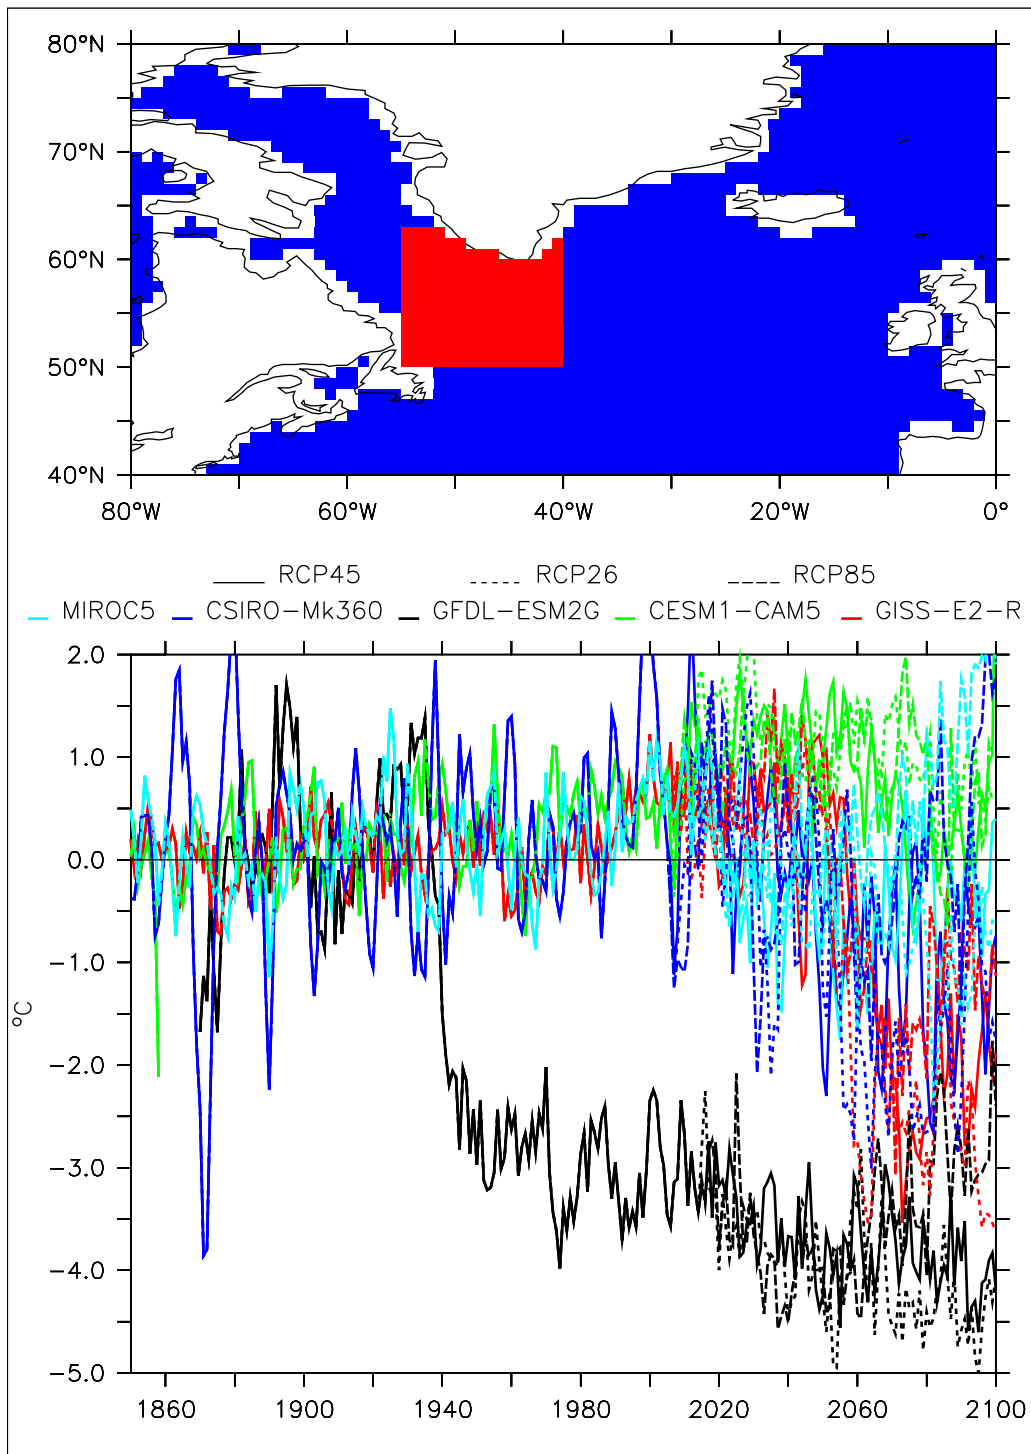 80°N
70°N
60°N
50°N
40°N
80°W 60°W 40°W 20°W 0°
RCP45 RCP26 RCP85
MIROC5 CSIRO-Mk360 GFDL-ESM2G CESM1-CAM5 GISS-E2-R
2.0
1.0
0.0
-1.0
°C
-2.0
-3.0
-4.0
-5.0
1860 1900 1940 1980 2020 2060 2100